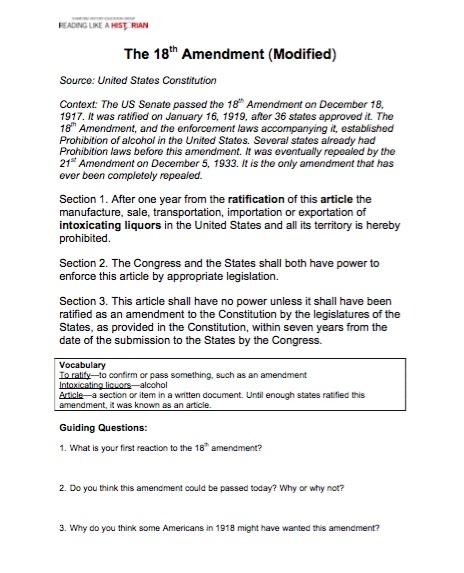 STANFORD HISTORY EDUCATION GROUP
READING LIKE A HISTORIAN
The 18th Amendment (Modified)
Source: United States Constitution
Context: The US Senate passed the 18th Amendment on December 18,
1917. It was ratified on January 16, 1919, after 36 states approved it. The
18th Amendment, and the enforcement laws accompanying it, established
Prohibition of alcohol in the United States. Several states already had
Prohibition laws before this amendment. It was eventually repealed by the
21st Amendment on December 5, 1933. It is the only amendment that has
ever been completely repealed.
Section 1. After one year from the ratification of this article the
manufacture, sale, transportation, importation or exportation of
intoxicating liquors in the United States and all its territory is hereby
prohibited.
Section 2. The Congress and the States shall both have power to
enforce this article by appropriate legislation.
Section 3. This article shall have no power unless it shall have been
ratified as an amendment to the Constitution by the legislatures of the
States, as provided in the Constitution, within seven years from the
date of the submission to the States by the Congress.
Vocabulary
To ratify—to confirm or pass something, such as an amendment
Intoxicating liquors—alcohol
Article—a section or item in a written document. Until enough states ratified this
amendment, it was known as an article.
Guiding Questions:
1. What is your first reaction to the 18th amendment?
2. Do you think this amendment could be passed today? Why or why not?
3. Why do you think some Americans in 1918 might have wanted this amendment?